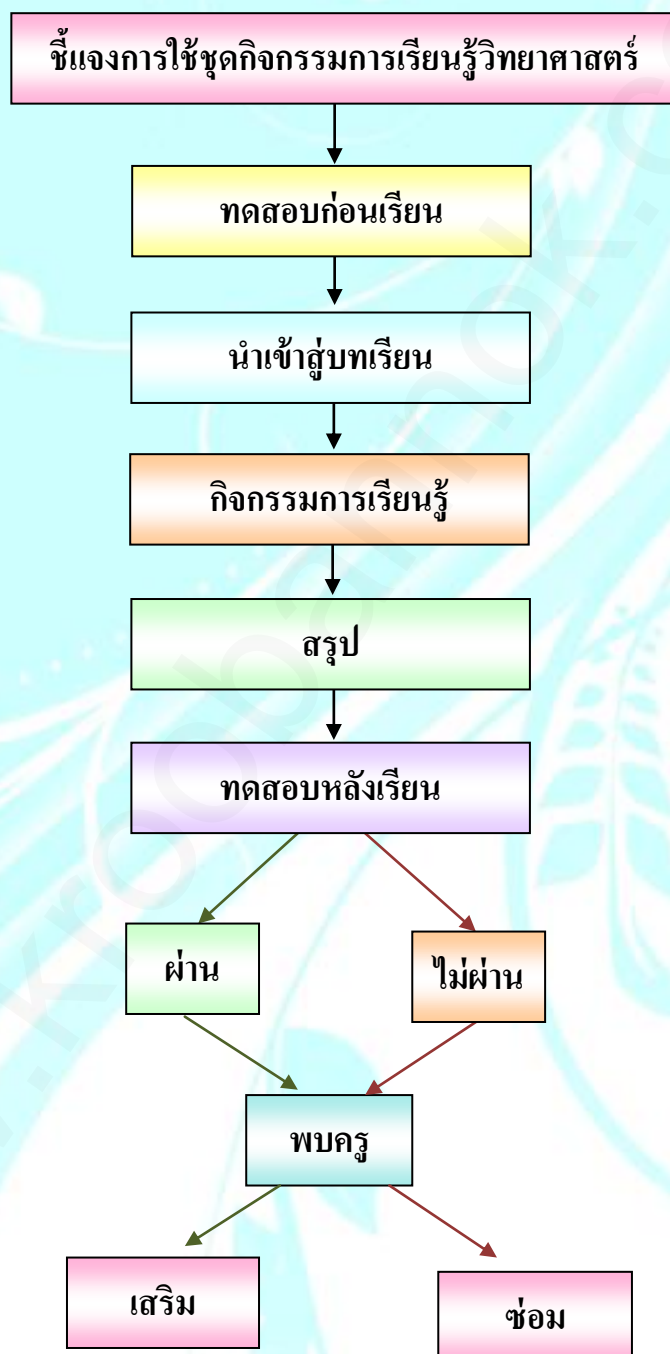 ชี้แจงการใช้ชุดกิจกรรมการเรียนรู้วิทยาศาสตร์
ทดสอบก่อนเรียน
นำเข้าสู่บทเรียน
กิจกรรมการเรียนรู้
สรุป
ทดสอบหลังเรียน
ผ่าน
ไม่ผ่าน
พบครู
เสริม
ซ่อม